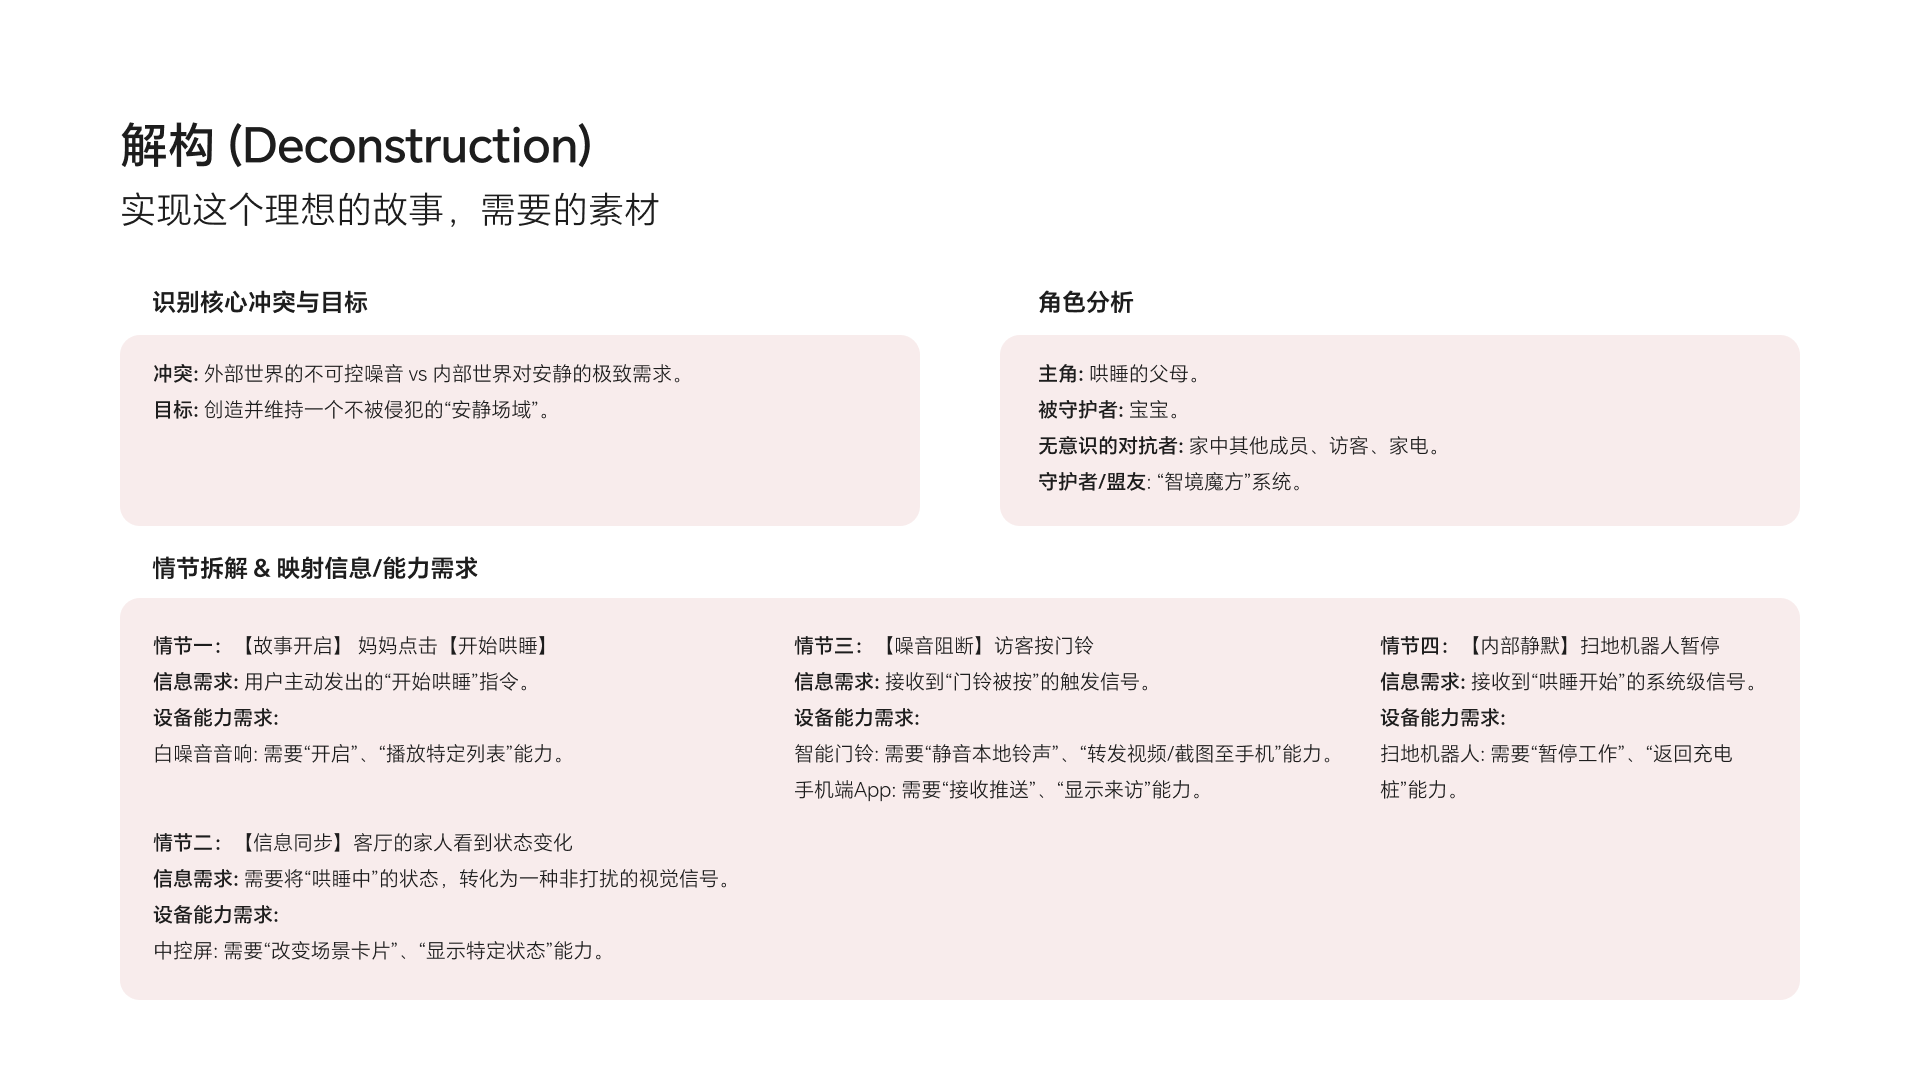 解构 (Deconstruction)
实现这个理想的故事，需要的素材
识别核心冲突与目标
冲突: 外部世界的不可控噪音 vs 内部世界对安静的极致需求。
目标: 创造并维持一个不被侵犯的“安静场域”。
角色分析
主角: 哄睡的父母。
被守护者: 宝宝。
无意识的对抗者: 家中其他成员、访客、家电。
守护者/盟友: “智境魔方”系统。
情节拆解 & 映射信息/能力需求
情节一：【故事开启】 妈妈点击【开始哄睡】
信息需求: 用户主动发出的“开始哄睡”指令。
设备能力需求:
白噪音音响: 需要“开启”、“播放特定列表”能力。
情节二：【信息同步】客厅的家人看到状态变化
信息需求: 需要将“哄睡中”的状态，转化为一种非打扰的视觉信号。
设备能力需求:
中控屏: 需要“改变场景卡片”、“显示特定状态”能力。
情节三：【噪音阻断】访客按门铃
信息需求: 接收到“门铃被按”的触发信号。
设备能力需求:
智能门铃: 需要“静音本地铃声”、“转发视频/截图至手机”能力。
手机端App: 需要“接收推送”、“显示来访”能力。
情节四：【内部静默】扫地机器人暂停
信息需求: 接收到“哄睡开始”的系统级信号。
设备能力需求:
扫地机器人: 需要“暂停工作”、“返回充电
桩”能力。